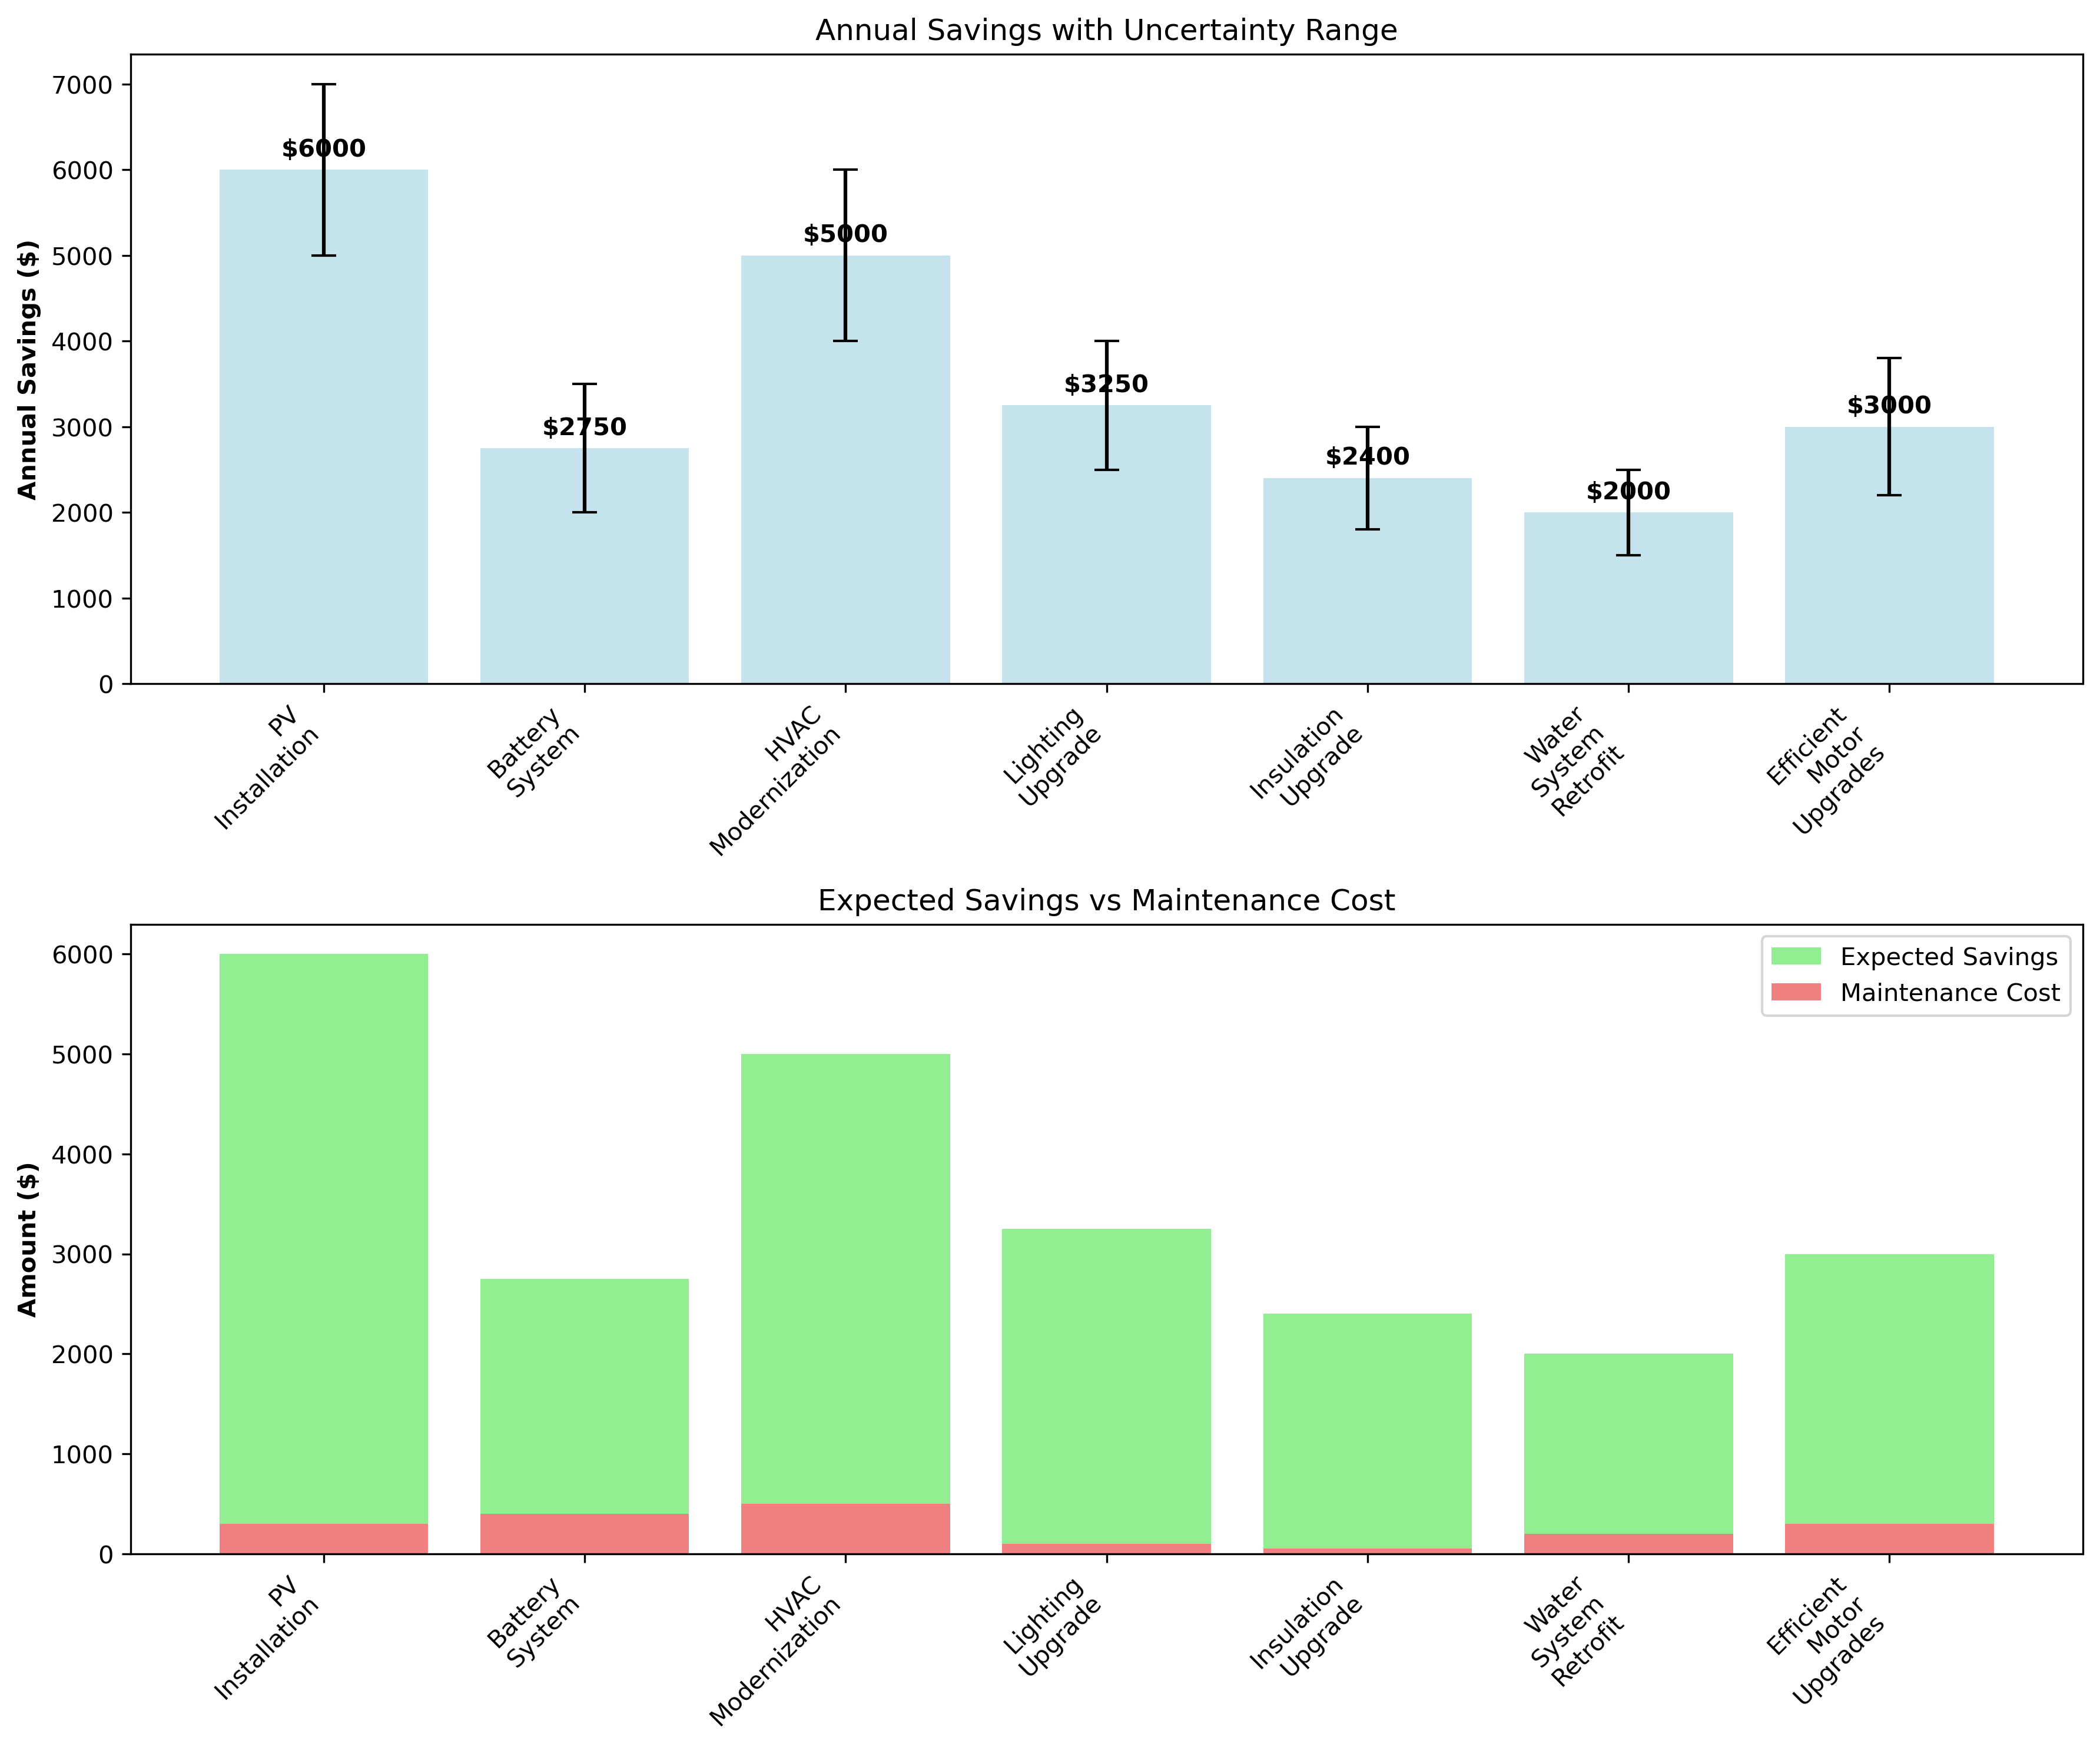 Annual Savings with Uncertainty Range
Annual Savings ($)
7000
6000
5000
4000
3000
2000
1000
0
$6000
$2750
$5000
$3250
$2400
$2000
$3000
PV
Installation
Battery
System
HVAC
Modernization
Lighting
Upgrade
Insulation
Upgrade
Water
System
Retrofit
Efficient
Motor
Upgrades
Expected Savings vs Maintenance Cost
Amount ($)
6000
5000
4000
3000
2000
1000
0
Expected Savings
Maintenance Cost
PV
Installation
Battery
System
HVAC
Modernization
Lighting
Upgrade
Insulation
Upgrade
Water
System
Retrofit
Efficient
Motor
Upgrades